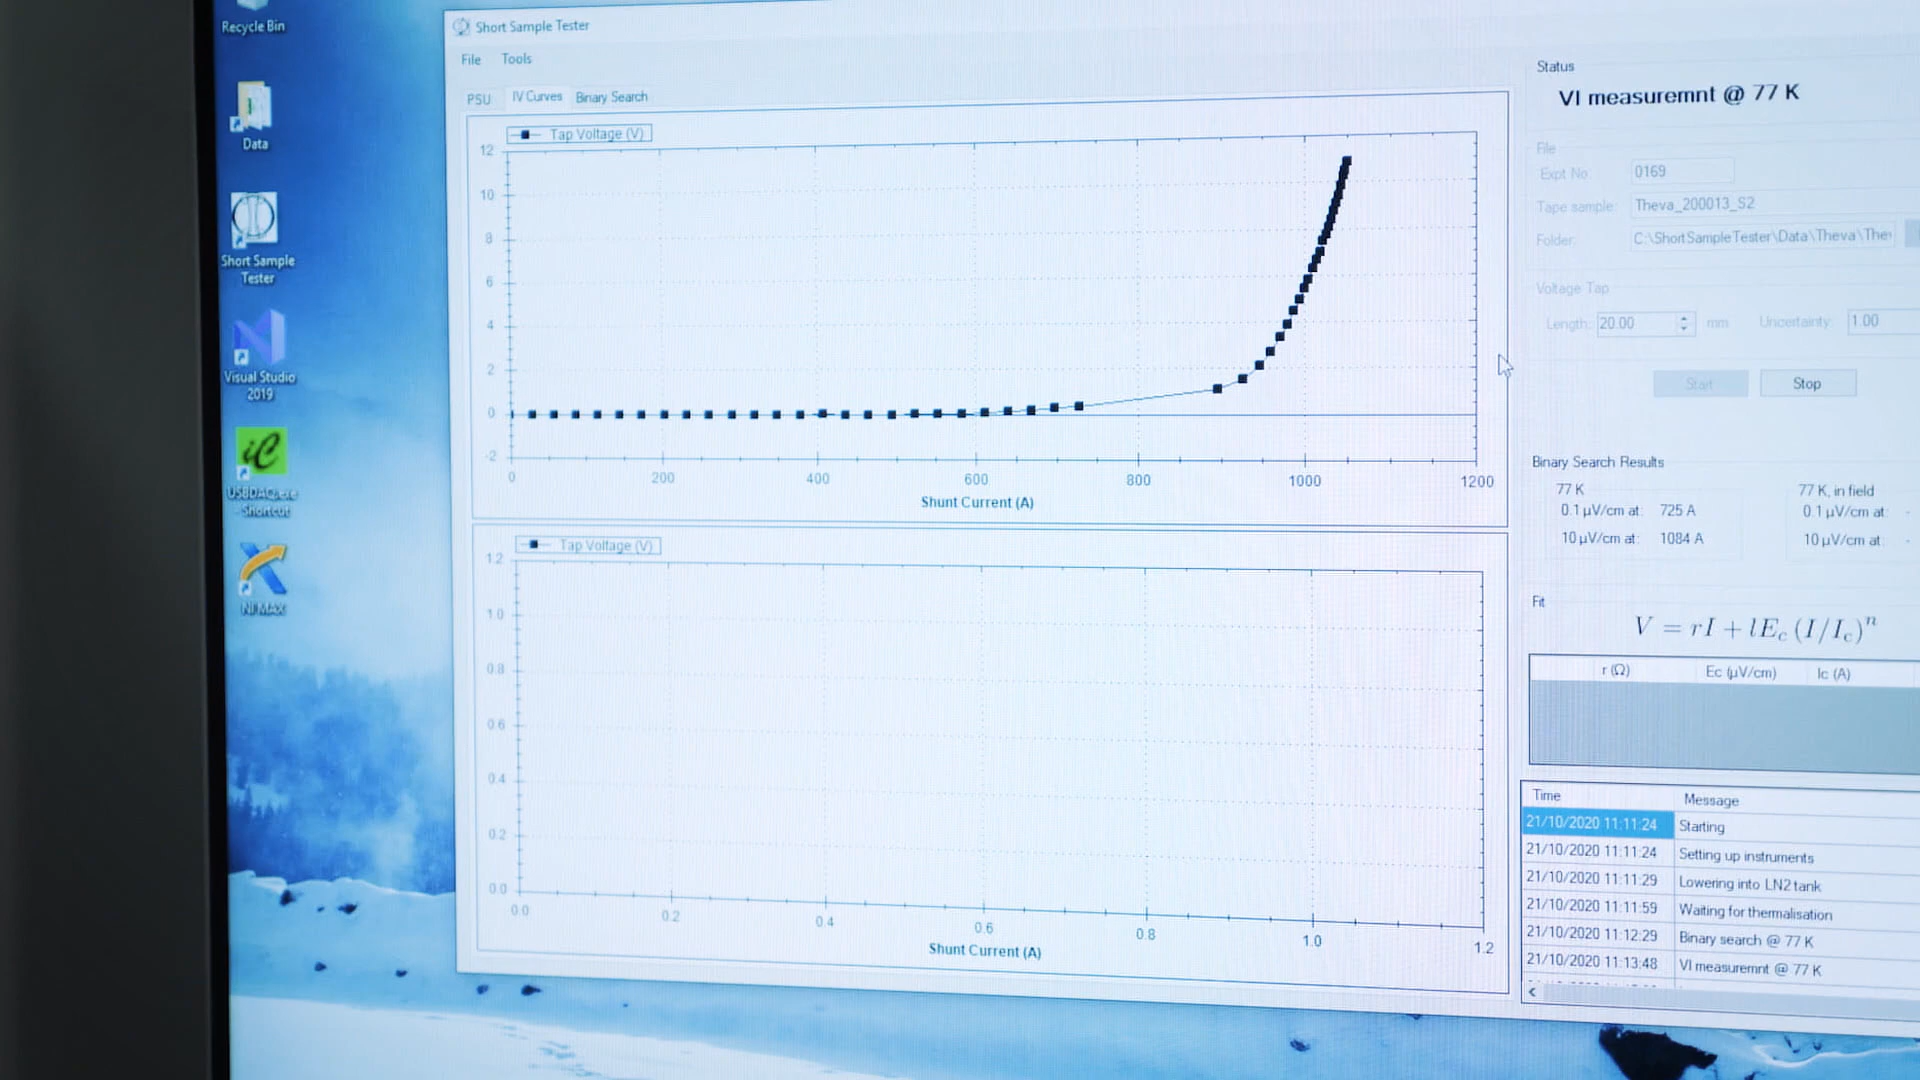 Recycle Bin
Data
Short Sample
Tester
Visual Studio
2019
iC
USBDAQ.exe
- Shortcut
NI MAX
Short Sample Tester
File Tools
PSU IV Curves Binary Search
Tap Voltage (V)
12
10
8
6
4
2
0
-2
0 200 400 600 800 1000 1200
Shunt Current (A)
Tap Voltage (V)
1.2
1.0
0.8
0.6
0.4
0.2
0.0
0.0 0.2 0.4 0.6 0.8 1.0 1.2
Shunt Current (A)
Status
VI measuremnt @ 77 K
File
Expt No: 0169
Tape sample: Theva_200013_S2
Folder: C:\ShortSampleTester\Data\Theva\Thev
Voltage Tap
Length: 20.00 mm Uncertainty: 1.00
Start Stop
Binary Search Results
77 K
0.1 µV/cm at: 725 A
10 µV/cm at: 1084 A
77 K, in field
0.1 µV/cm at: -
10 µV/cm at: -
Fit
V = rI + lE_c (I/I_c)^n
r (Ω) Ec (µV/cm) Ic (A)
Time Message
21/10/2020 11:11:24 Starting
21/10/2020 11:11:24 Setting up instruments
21/10/2020 11:11:29 Lowering into LN2 tank
21/10/2020 11:11:59 Waiting for thermalisation
21/10/2020 11:12:29 Binary search @ 77 K
21/10/2020 11:13:48 VI measuremnt @ 77 K